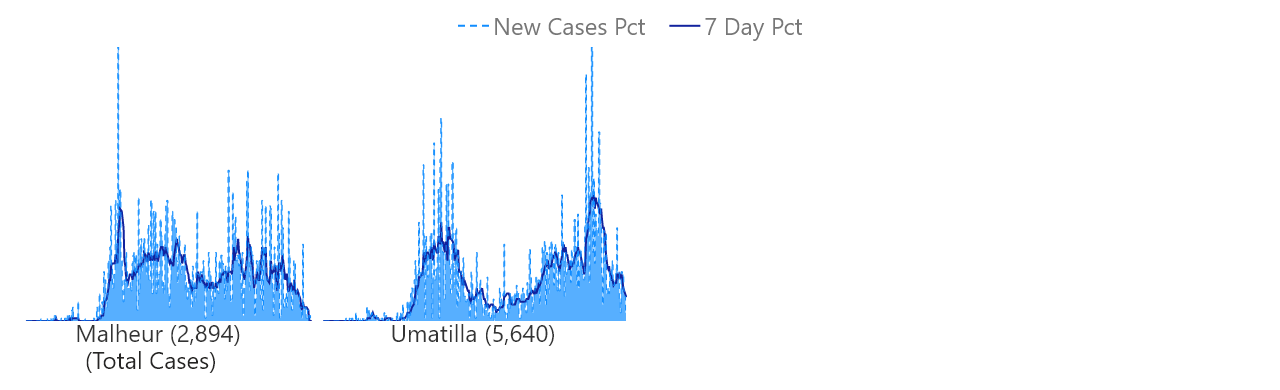 New Cases Pct 7 Day Pct
Malheur (2,894) Umatilla (5,640)
(Total Cases)